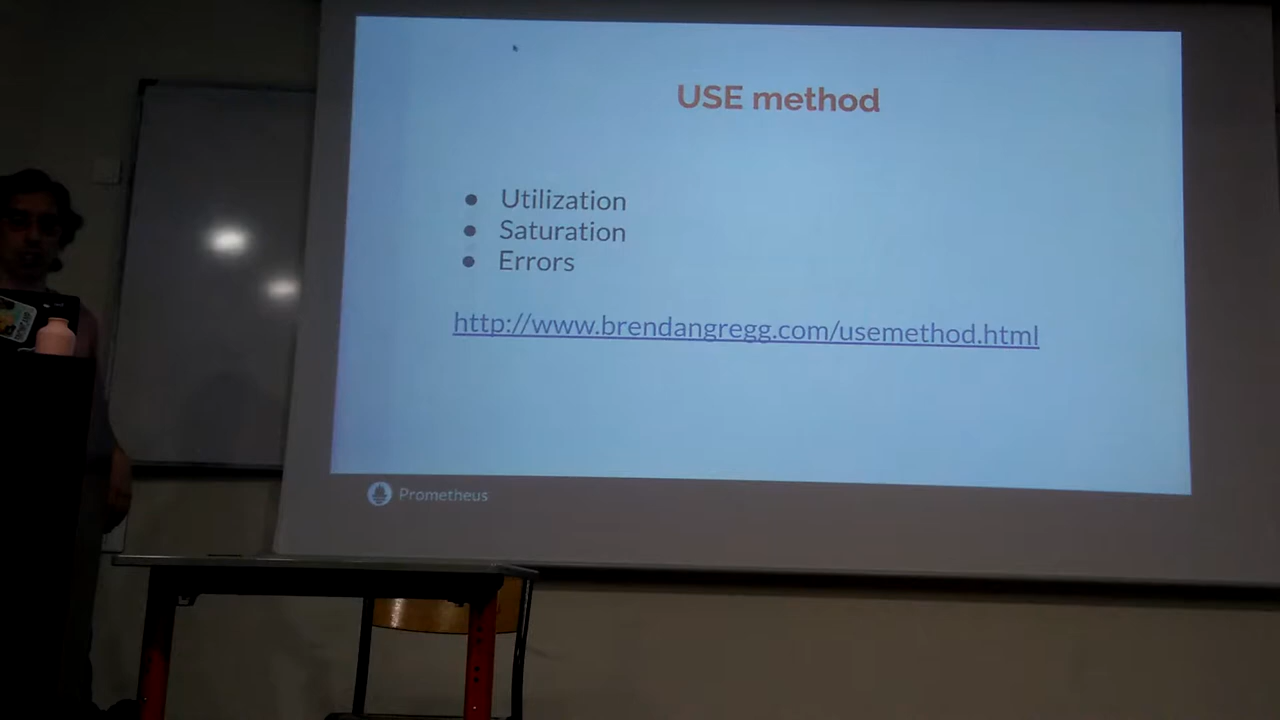 USE method
● Utilization
● Saturation
● Errors
http://www.brendangregg.com/usemethod.html
Prometheus